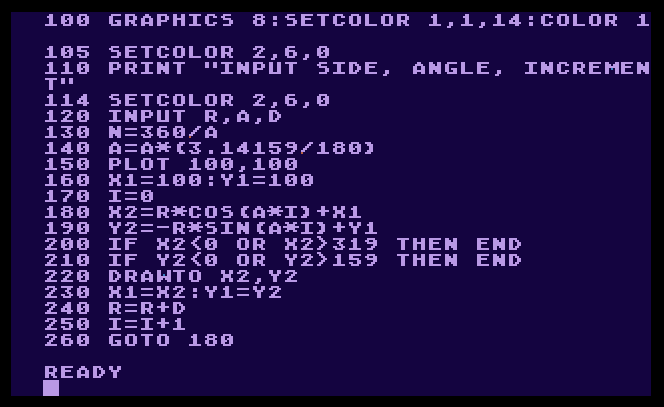 100 GRAPHICS 8:SETCOLOR 1,1,14:COLOR 1
105 SETCOLOR 2,6,0
110 PRINT "INPUT SIDE, ANGLE, INCREMEN
T"
114 SETCOLOR 2,6,0
120 INPUT R,A,D
130 N=360/A
140 A=A*(3.14159/180)
150 PLOT 100,100
160 X1=100:Y1=100
170 I=0
180 X2=R*COS(A*I)+X1
190 Y2=-R*SIN(A*I)+Y1
200 IF X2<0 OR X2>319 THEN END
210 IF Y2<0 OR Y2>159 THEN END
220 DRAWTO X2,Y2
230 X1=X2:Y1=Y2
240 R=R+D
250 I=I+1
260 GOTO 180
READY